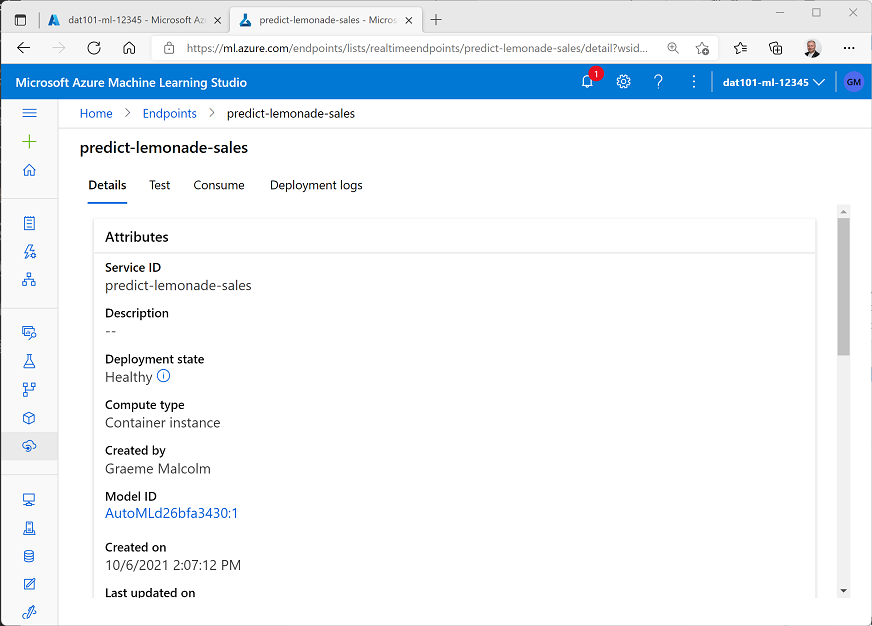 dat101-ml-12345 - Microsoft Az
predict-lemonade-sales - Micros
https://ml.azure.com/endpoints/lists/realtimeendpoints/predict-lemonade-sales/detail?wsid...
Microsoft Azure Machine Learning Studio
1
dat101-ml-12345
GM
Home > Endpoints > predict-lemonade-sales
predict-lemonade-sales
Details Test Consume Deployment logs
Attributes
Service ID
predict-lemonade-sales
Description
--
Deployment state
Healthy
Compute type
Container instance
Created by
Graeme Malcolm
Model ID
AutoMLd26bfa3430:1
Created on
10/6/2021 2:07:12 PM
Last updated on